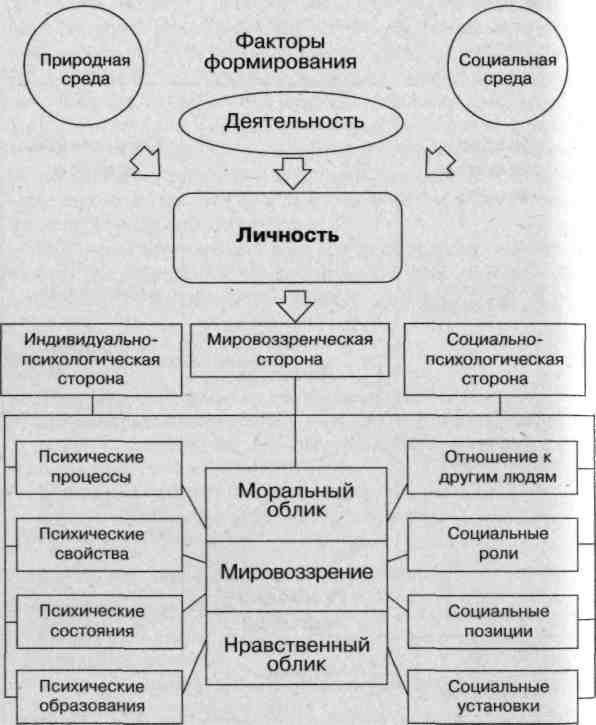 Природная
среда
Факторы
формирования
Социальная
среда
Деятельность
Личность
Индивидуально-
психологическая
сторона
Мировоззренческая
сторона
Социально-
психологическая
сторона
Психические
процессы
Психические
свойства
Психические
состояния
Психические
образования
Моральный
облик
Мировоззрение
Нравственный
облик
Отношение к
другим людям
Социальные
роли
Социальные
позиции
Социальные
установки